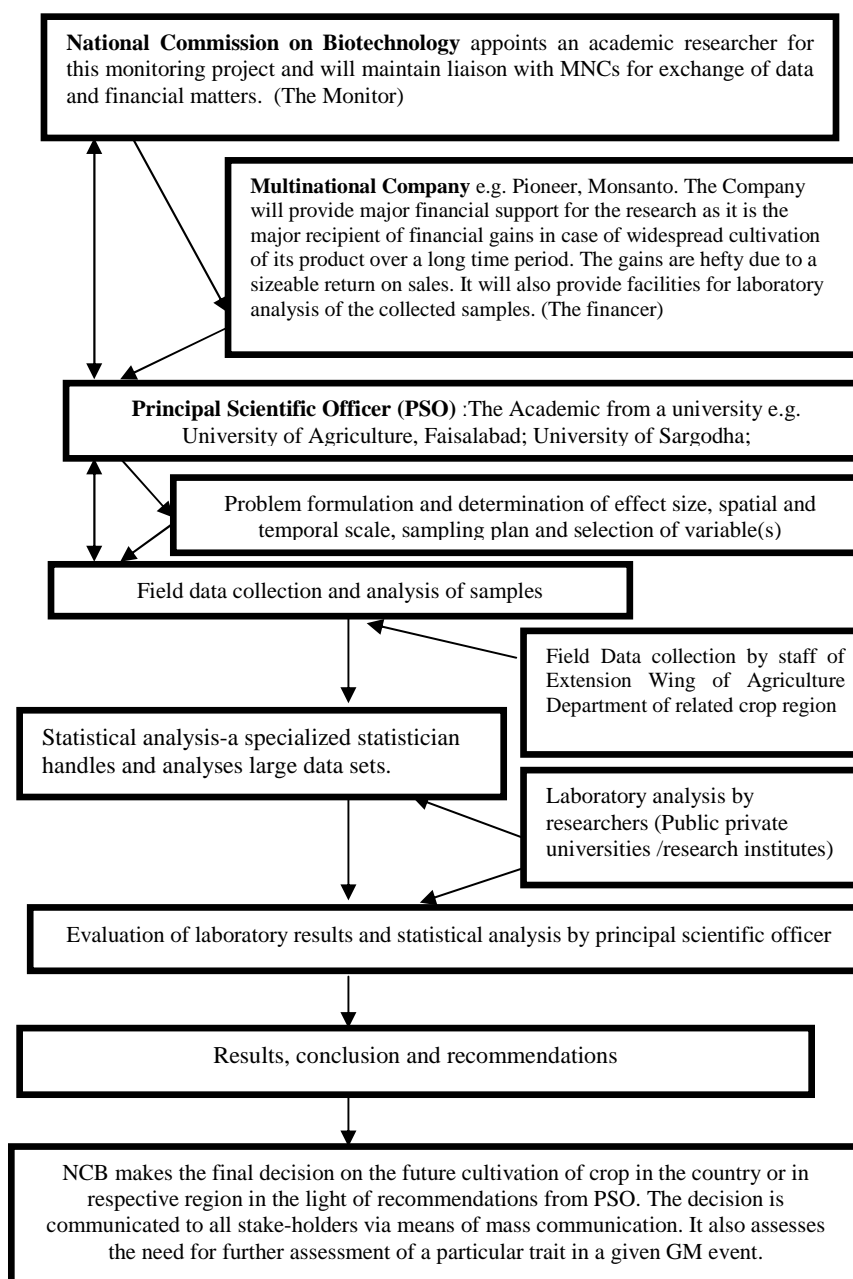 National Commission on Biotechnology appoints an academic researcher for
this monitoring project and will maintain liaison with MNCs for exchange of data
and financial matters. (The Monitor)
Multinational Company e.g. Pioneer, Monsanto. The Company
will provide major financial support for the research as it is the
major recipient of financial gains in case of widespread cultivation
of its product over a long time period. The gains are hefty due to a
sizeable return on sales. It will also provide facilities for laboratory
analysis of the collected samples. (The financer)
Principal Scientific Officer (PSO) :The Academic from a university e.g.
University of Agriculture, Faisalabad; University of Sargodha;
Problem formulation and determination of effect size, spatial and
temporal scale, sampling plan and selection of variable(s)
Field data collection and analysis of samples
Field Data collection by staff of
Extension Wing of Agriculture
Department of related crop region
Statistical analysis-a specialized statistician
handles and analyses large data sets.
Laboratory analysis by
researchers (Public private
universities /research institutes)
Evaluation of laboratory results and statistical analysis by principal scientific officer
Results, conclusion and recommendations
NCB makes the final decision on the future cultivation of crop in the country or in
respective region in the light of recommendations from PSO. The decision is
communicated to all stake-holders via means of mass communication. It also assesses
the need for further assessment of a particular trait in a given GM event.